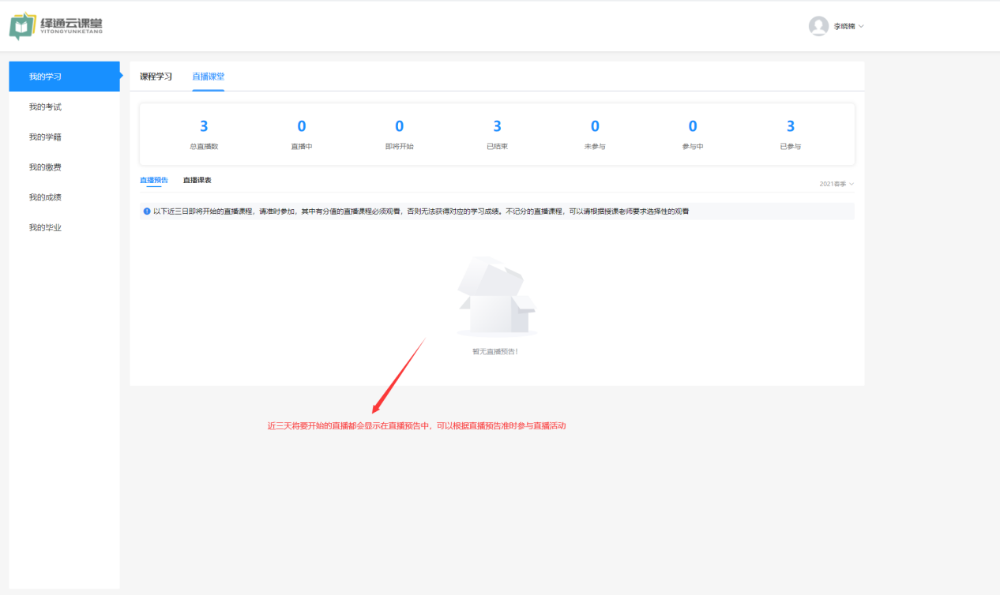 绎通云课堂
YITONGYUNKETANG
李晓楠
我的学习
我的考试
我的学籍
我的缴费
我的成绩
我的毕业
课程学习 直播课堂
3 0 0 3 0 0 3
总直播数 直播中 即将开始 已结束 未参与 参与中 已参与
直播预告 直播课表
2021春季
以下近三日即将开始的直播课程，请准时参加，其中有分值的直播课程必须观看，否则无法获得对应的学习成绩。不记分的直播课程，可以请根据授课老师要求选择性的观看
暂无直播预告！
近三天将要开始的直播都会显示在直播预告中，可以根据直播预告准时参与直播活动